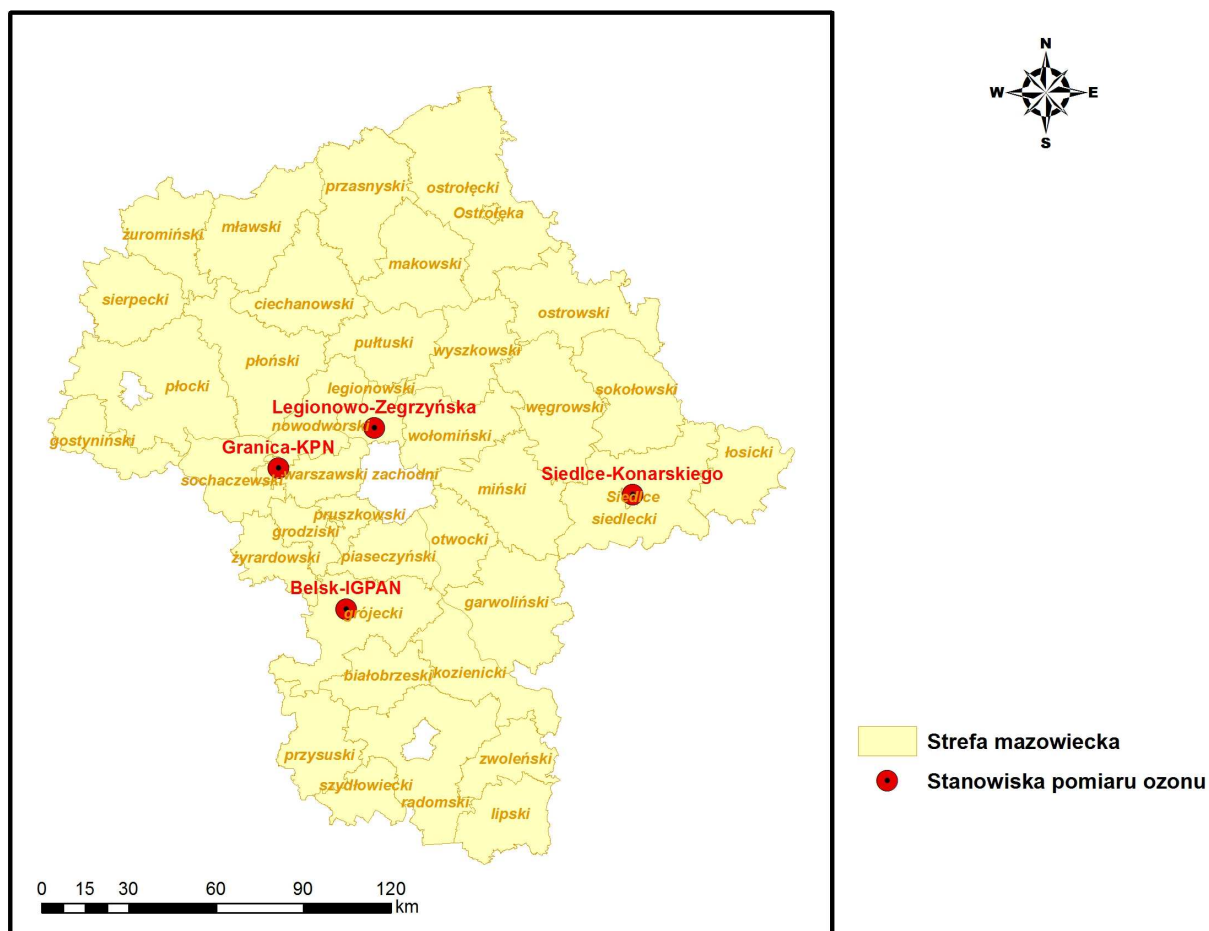 N
W E
S
przasnyski
ostrołęcki
Ostrołęka
żuromiński
mławski
makowski
sierpecki
ciechanowski
ostrowski
pułtuski
wyszkowski
płoński
płocki
legionowski
sokołowski
węgrowski
Legionowo-Zegrzyńska
nowodworski
wołomiński
gostyniński
Granica-KPN
łosicki
sochaczewski
warszawski zachodni
Siedlce-Konarskiego
miński
Siedlce
siedlecki
pruszkowski
grodziski
otwocki
żyrardowski
piaseczyński
Belsk-IGPAN
garwoliński
grójecki
białobrzeski
kozienicki
przysuski
zwoleński
szydłowiecki
radomski
lipski
Strefa mazowiecka
Stanowiska pomiaru ozonu
0 15 30 60 90 120
km